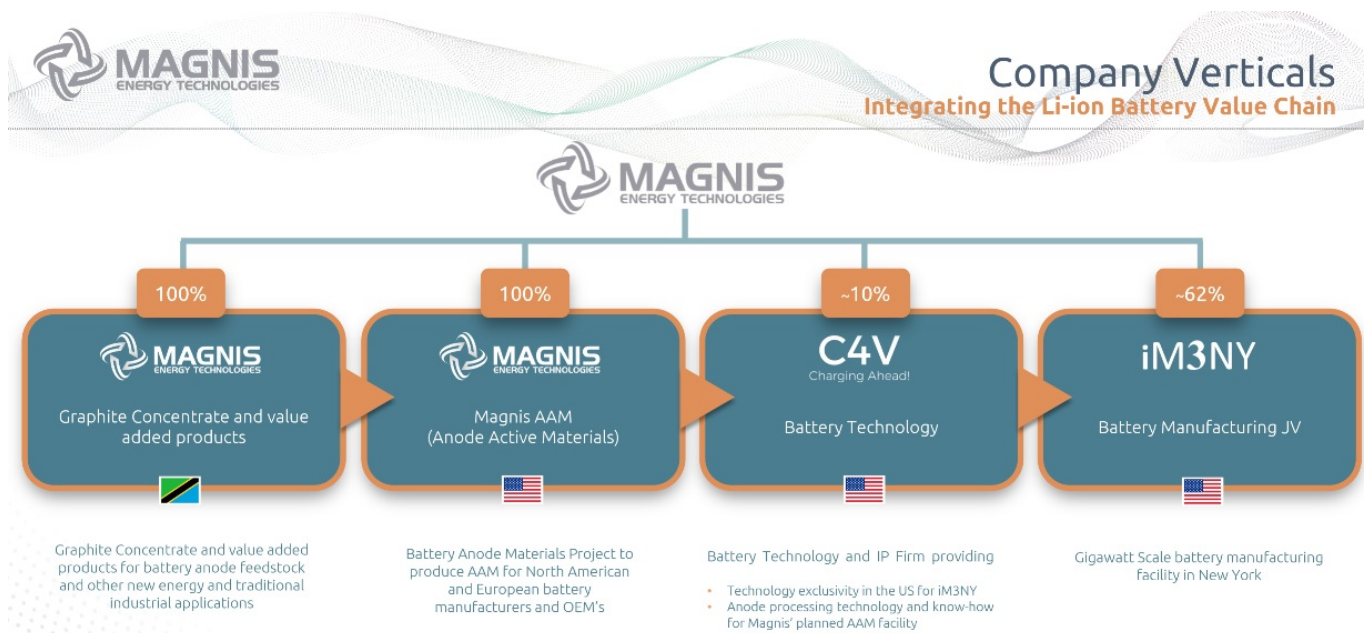 MAGNIS
ENERGY TECHNOLOGIES
Company Verticals
Integrating the Li-ion Battery Value Chain
MAGNIS
ENERGY TECHNOLOGIES
100%
100%
~10%
~62%
MAGNIS
ENERGY TECHNOLOGIES
Graphite Concentrate and value
added products
MAGNIS
ENERGY TECHNOLOGIES
Magnis AAM
(Anode Active Materials)
C4V
Charging Ahead!
Battery Technology
iM3NY
Battery Manufacturing JV
Graphite Concentrate and value added
products for battery anode feedstock
and other new energy and traditional
industrial applications
Battery Anode Materials Project to
produce AAM for North American
and European battery
manufacturers and OEM's
Battery Technology and IP Firm providing
• Technology exclusivity in the US for iM3NY
• Anode processing technology and know-how
for Magnis' planned AAM facility
Gigawatt Scale battery manufacturing
facility in New York